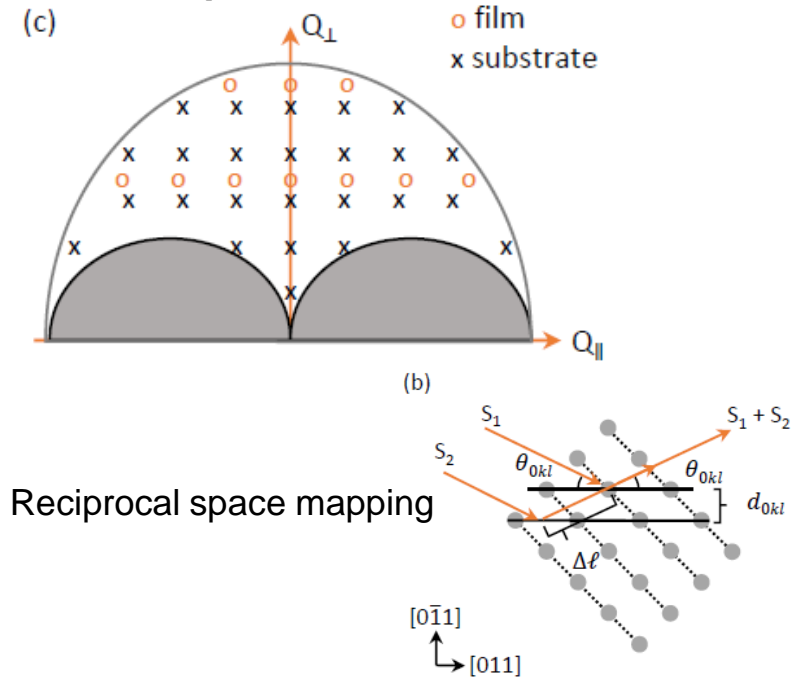 (c)
Q⊥
o film
x substrate
Q∥
(b)
S₁
S₂
S₁ + S₂
θ₀ₖₗ
θ₀ₖₗ
d₀ₖₗ
Δℓ
Reciprocal space mapping
[01̄1]
[011]